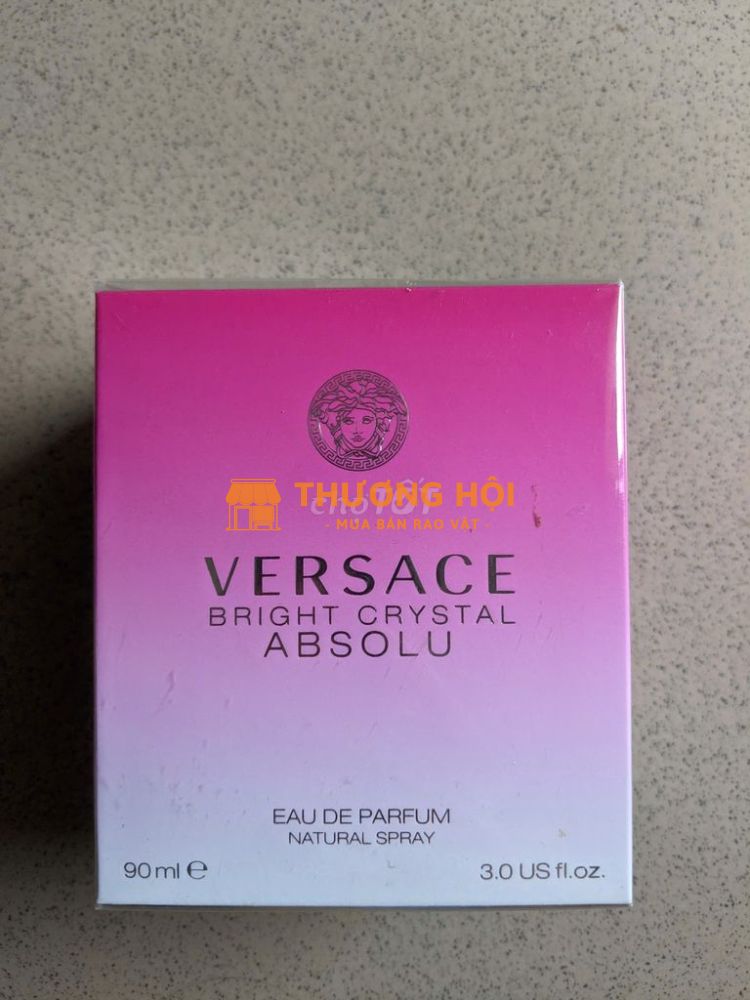 THƯƠNG HỘI
choTỐT
- MUA BÁN RAO VẶT -
VERSACE
BRIGHT CRYSTAL
ABSOLU
EAU DE PARFUM
NATURAL SPRAY
90 ml ℮ 3.0 US fl.oz.